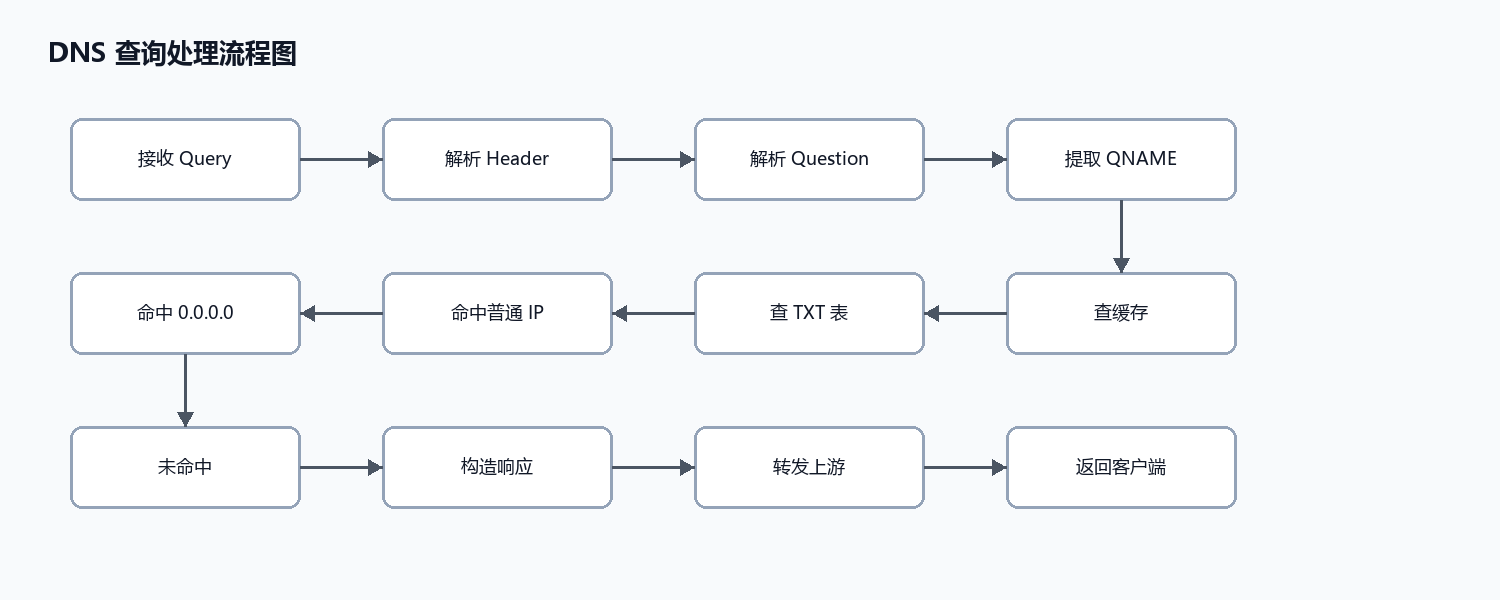 DNS 查询处理流程图
接收 Query
解析 Header
解析 Question
提取 QNAME
命中 0.0.0.0
命中普通 IP
查 TXT 表
查缓存
未命中
构造响应
转发上游
返回客户端